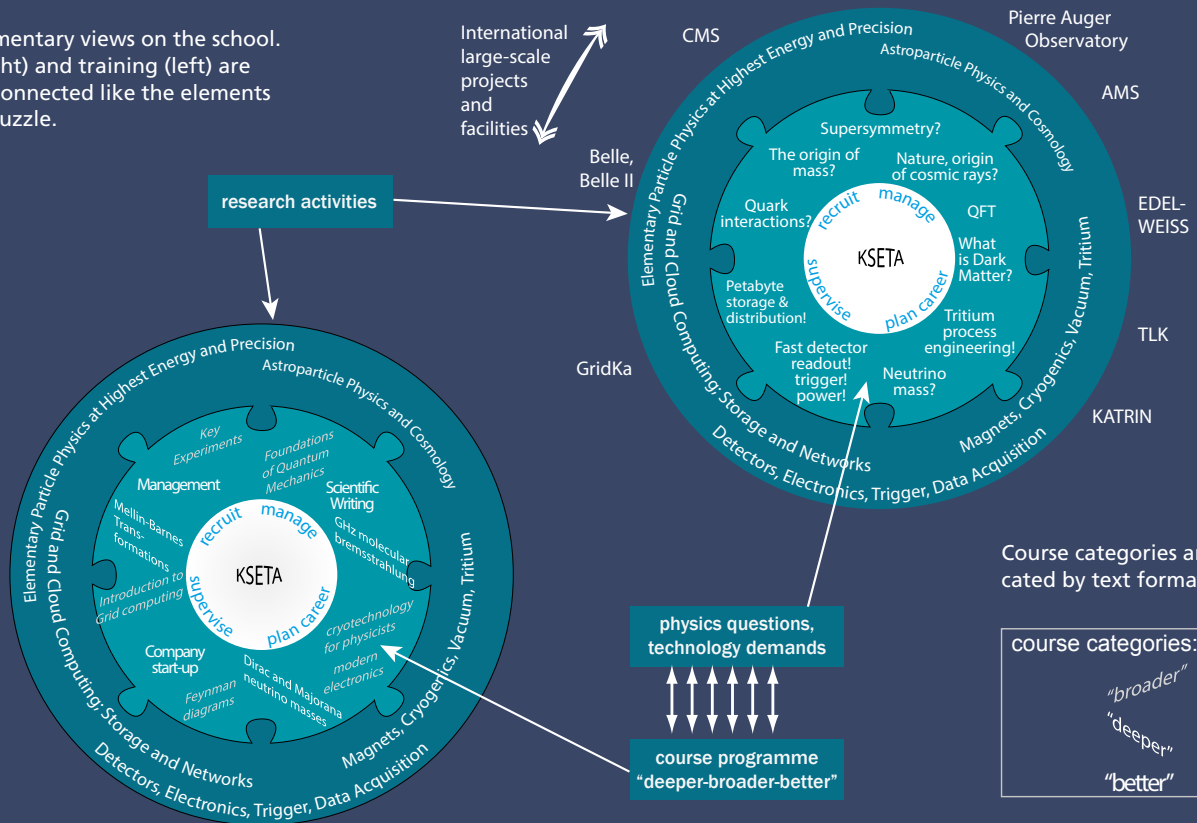 mentary views on the school.
ht) and training (left) are
onnected like the elements
uzzle.
International
large-scale
projects
and
facilities
CMS
Pierre Auger
Observatory
AMS
Belle,
Belle II
EDEL-
WEISS
TLK
GridKa
KATRIN
research activities
Elementary Particle Physics at Highest Energy and Precision
Astroparticle Physics and Cosmology
Grid and Cloud Computing; Storage and Networks
Magnets, Cryogenics, Vacuum, Tritium
Detectors, Electronics, Trigger, Data Acquisition
Supersymmetry?
The origin of
mass?
Nature, origin
of cosmic rays?
Quark
interactions?
QFT
What
is Dark
Matter?
Petabyte
storage &
distribution!
Tritium
process
engineering!
Fast detector
readout!
trigger!
power!
Neutrino
mass?
recruit
manage
KSETA
supervise
plan career
Elementary Particle Physics at Highest Energy and Precision
Astroparticle Physics and Cosmology
Grid and Cloud Computing; Storage and Networks
Magnets, Cryogenics, Vacuum, Tritium
Detectors, Electronics, Trigger, Data Acquisition
Key
Experiments
Foundations
of Quantum
Mechanics
Management
Scientific
Writing
Mellin-Barnes
Trans-
formations
GHz molecular
bremsstrahlung
Introduction to
Grid computing
cryotechnology
for physicists
Company
start-up
modern
electronics
Feynman
diagrams
Dirac and Majorana
neutrino masses
recruit
manage
KSETA
supervise
plan career
physics questions,
technology demands
course programme
"deeper-broader-better"
Course categories a
cated by text forma
course categories:
"broader"
"deeper"
"better"